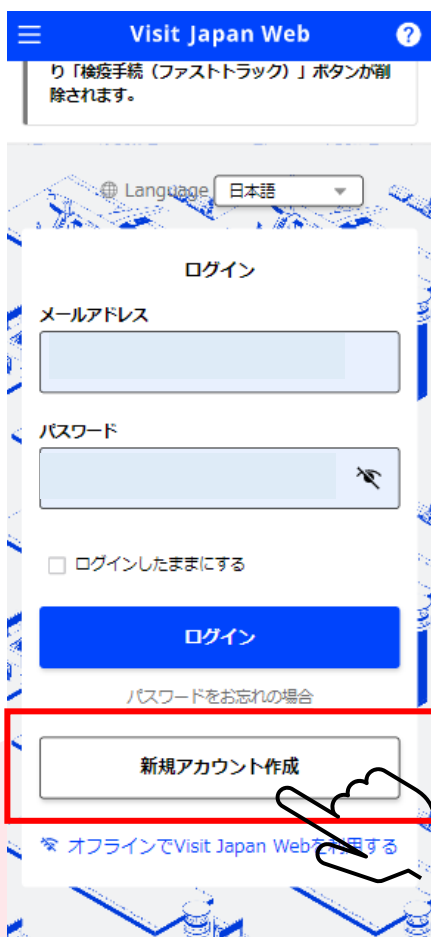 Visit Japan Web ?
り「検疫手続（ファストトラック）」ボタンが削
除されます。
Language 日本語
ログイン
メールアドレス
パスワード
ログインしたままにする
ログイン
パスワードをお忘れの場合
新規アカウント作成
オフラインでVisit Japan Webを利用する